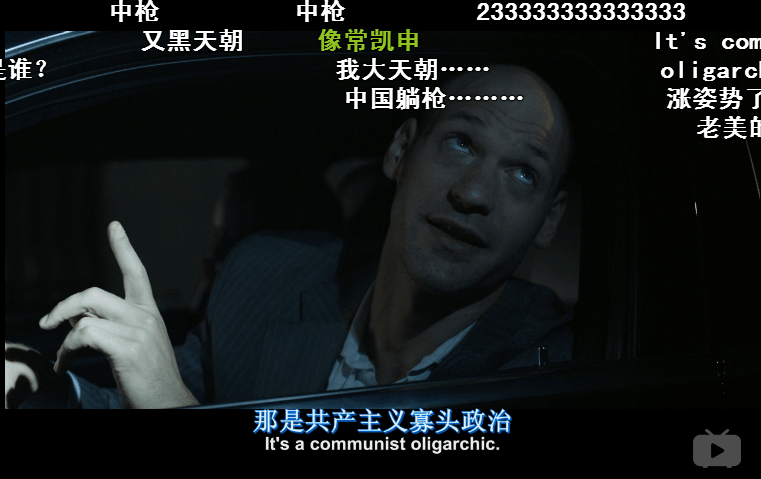 中枪 中枪 233333333333333
又黑天朝 像常凯申 It's com
是谁? 我大天朝…… oligarch
中国躺枪……… 涨姿势了
老美的
那是共产主义寡头政治
It's a communist oligarchic.